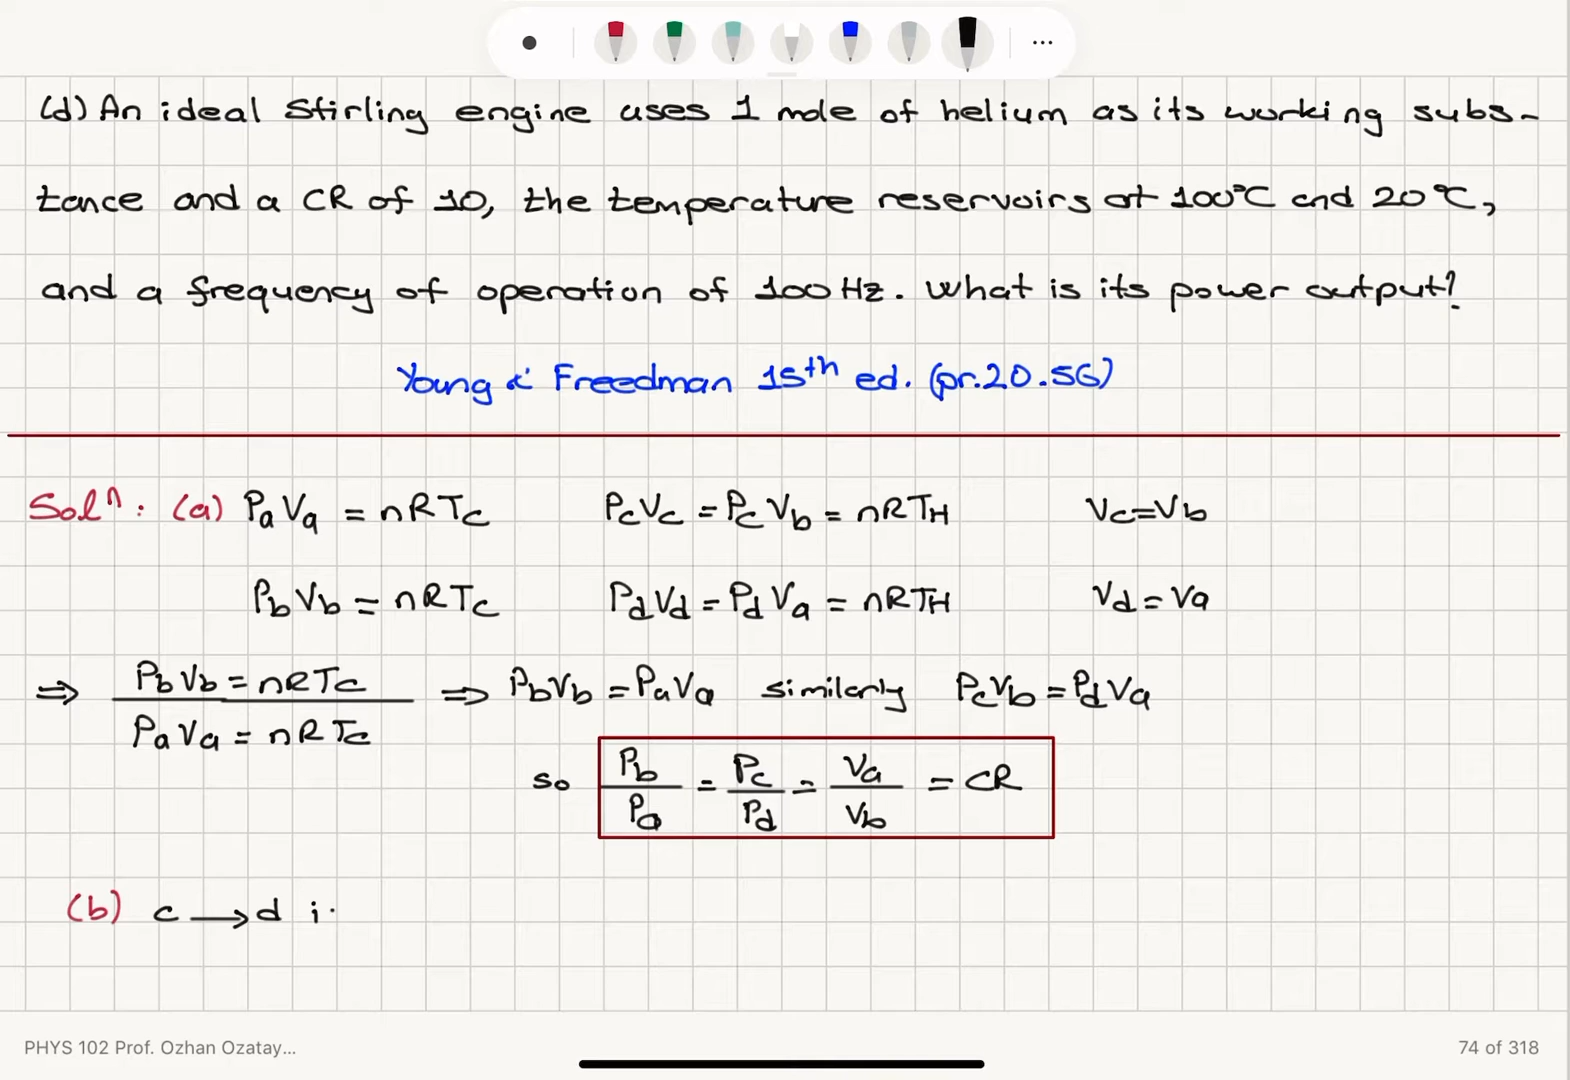 (d) An ideal Stirling engine uses 1 mole of helium as its working subs-
tance and a CR of 10, the temperature reservoirs at 100°C and 20°C,
and a frequency of operation of 100 Hz. What is its power output?
Young & Freedman 15th ed. (pr.20.56)
Solⁿ: (a) PaVa = nRTc PcVc = PcVb = nRTH Vc=Vb
PbVb = nRTc PdVd = PdVa = nRTH Vd=Va
⇒ PbVb = nRTc / PaVa = nRTc ⇒ PbVb = PaVa similarly PcVb = PdVa
so Pb/Pa = Pc/Pd = Va/Vb = CR
(b) c → d i
PHYS 102 Prof. Ozhan Ozatay... 74 of 318